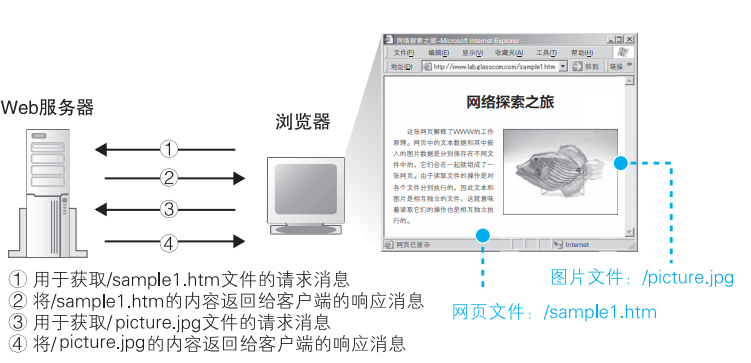 网络探索之旅-Microsoft Internet Explorer
文件(F) 编辑(E) 显示(V) 收藏夹(A) 工具(T) 帮助(H)
地址(D) http://www.lab.glasscom.com/sample1.htm 转到 链接 »
网络探索之旅
这张网页解释了WWW的工作
原理。网页中的文本数据和其中嵌
入的图片数据是分别保存在不同文
件中的，它们合在一起就组成了一
张网页。由于读取文件的操作是对
各个文件分别执行的，因此文本和
图片是相互独立的文件，这就意味
着读取它们的操作也是相互独立执
行的。
网页已显示 Internet
Web服务器
浏览器
①
②
③
④
图片文件：/picture.jpg
网页文件：/sample1.htm
① 用于获取/sample1.htm文件的请求消息
② 将/sample1.htm的内容返回给客户端的响应消息
③ 用于获取/picture.jpg文件的请求消息
④ 将/picture.jpg的内容返回给客户端的响应消息